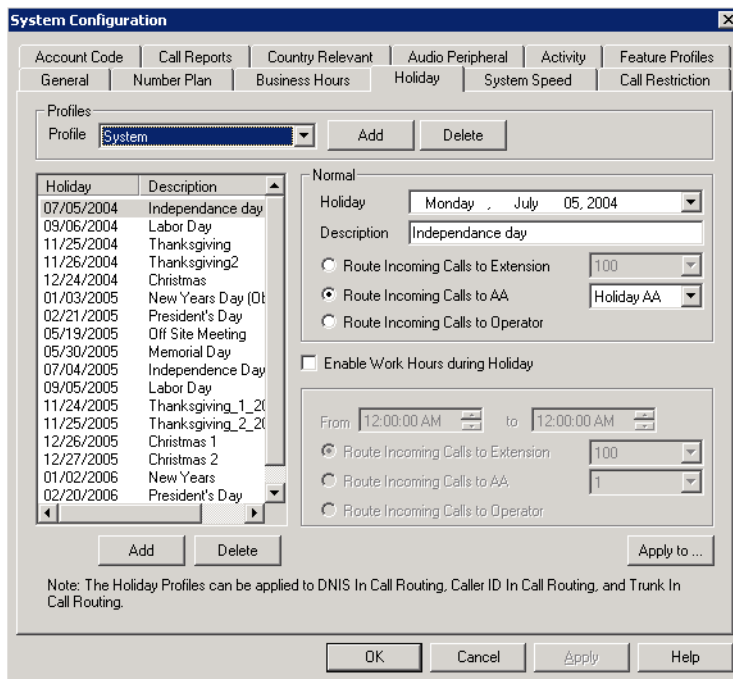 System Configuration
Account Code Call Reports Country Relevant Audio Peripheral Activity Feature Profiles
General Number Plan Business Hours Holiday System Speed Call Restriction
Profiles
Profile System Add Delete
Holiday Description
07/05/2004 Independance day
09/06/2004 Labor Day
11/25/2004 Thanksgiving
11/26/2004 Thanksgiving2
12/24/2004 Christmas
01/03/2005 New Years Day (Ob
02/21/2005 President's Day
05/19/2005 Off Site Meeting
05/30/2005 Memorial Day
07/04/2005 Independence Day
09/05/2005 Labor Day
11/24/2005 Thanksgiving_1_20
11/25/2005 Thanksgiving_2_20
12/26/2005 Christmas 1
12/27/2005 Christmas 2
01/02/2006 New Years
02/20/2006 President's Day
Add Delete
Normal
Holiday Monday , July 05, 2004
Description Independance day
Route Incoming Calls to Extension 100
Route Incoming Calls to AA Holiday AA
Route Incoming Calls to Operator
Enable Work Hours during Holiday
From 12:00:00 AM to 12:00:00 AM
Route Incoming Calls to Extension 100
Route Incoming Calls to AA 1
Route Incoming Calls to Operator
Apply to ...
Note: The Holiday Profiles can be applied to DNIS In Call Routing, Caller ID In Call Routing, and Trunk In
Call Routing.
OK Cancel Apply Help